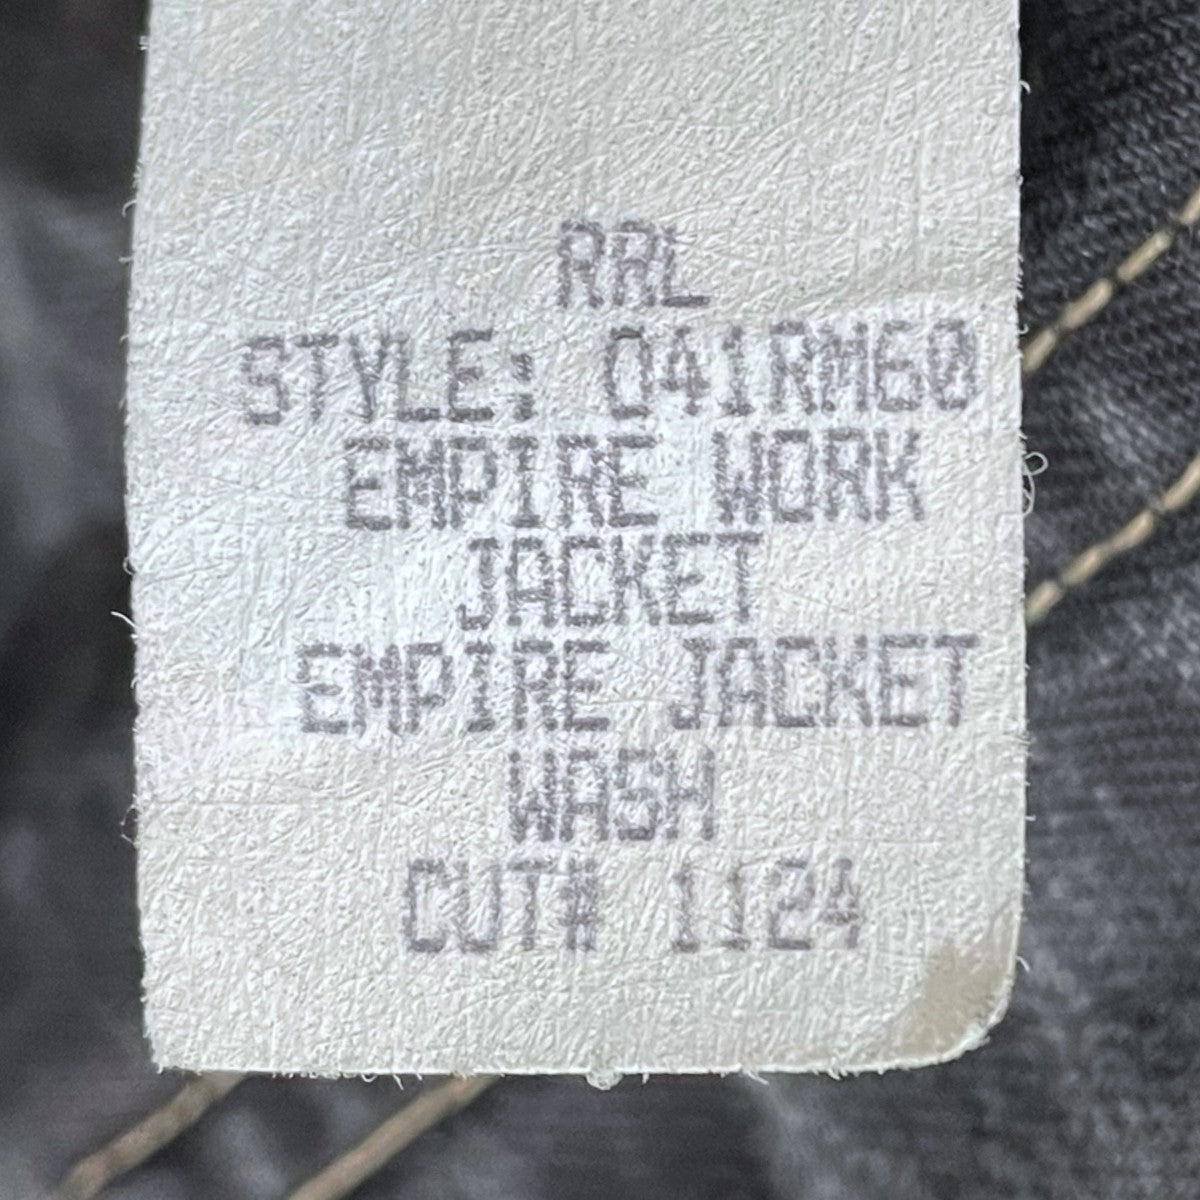 RRL
STYLE: 041RM60
EMPIRE WORK
JACKET
EMPIRE JACKET
WASH
CUT# 1124